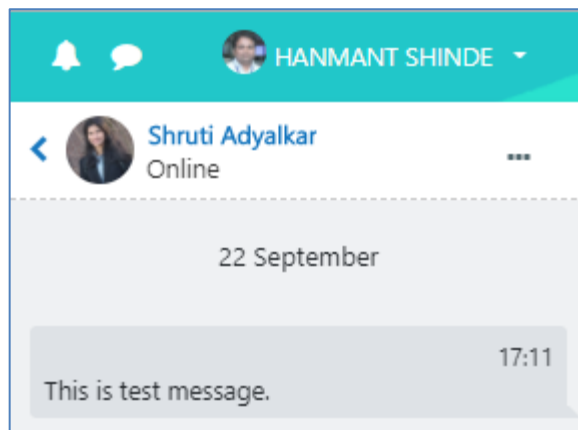 HANMANT SHINDE
Shruti Adyalkar
Online
22 September
17:11
This is test message.